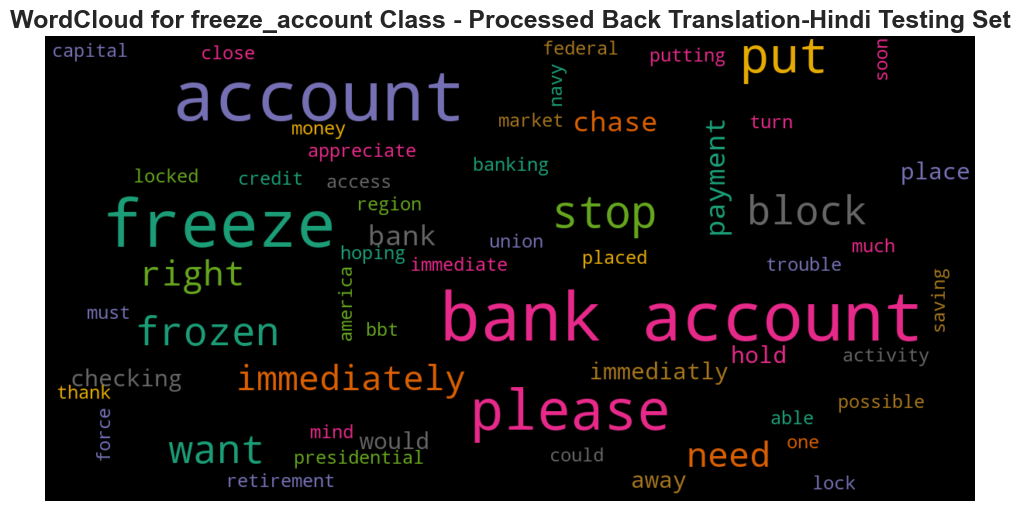 WordCloud for freeze_account Class - Processed Back Translation-Hindi Testing Set
capital
close
federal
putting
put
soon
account
navy
money
market
chase
turn
appreciate
payment
banking
locked
credit
access
place
freeze
region
stop
block
bank
union
much
hoping
immediate
placed
trouble
right
america
saving
must
bbt
bank account
frozen
hold
activity
checking
immediately
immediatly
thank
please
possible
force
able
want
mind
would
one
presidential
could
need
retirement
away
lock